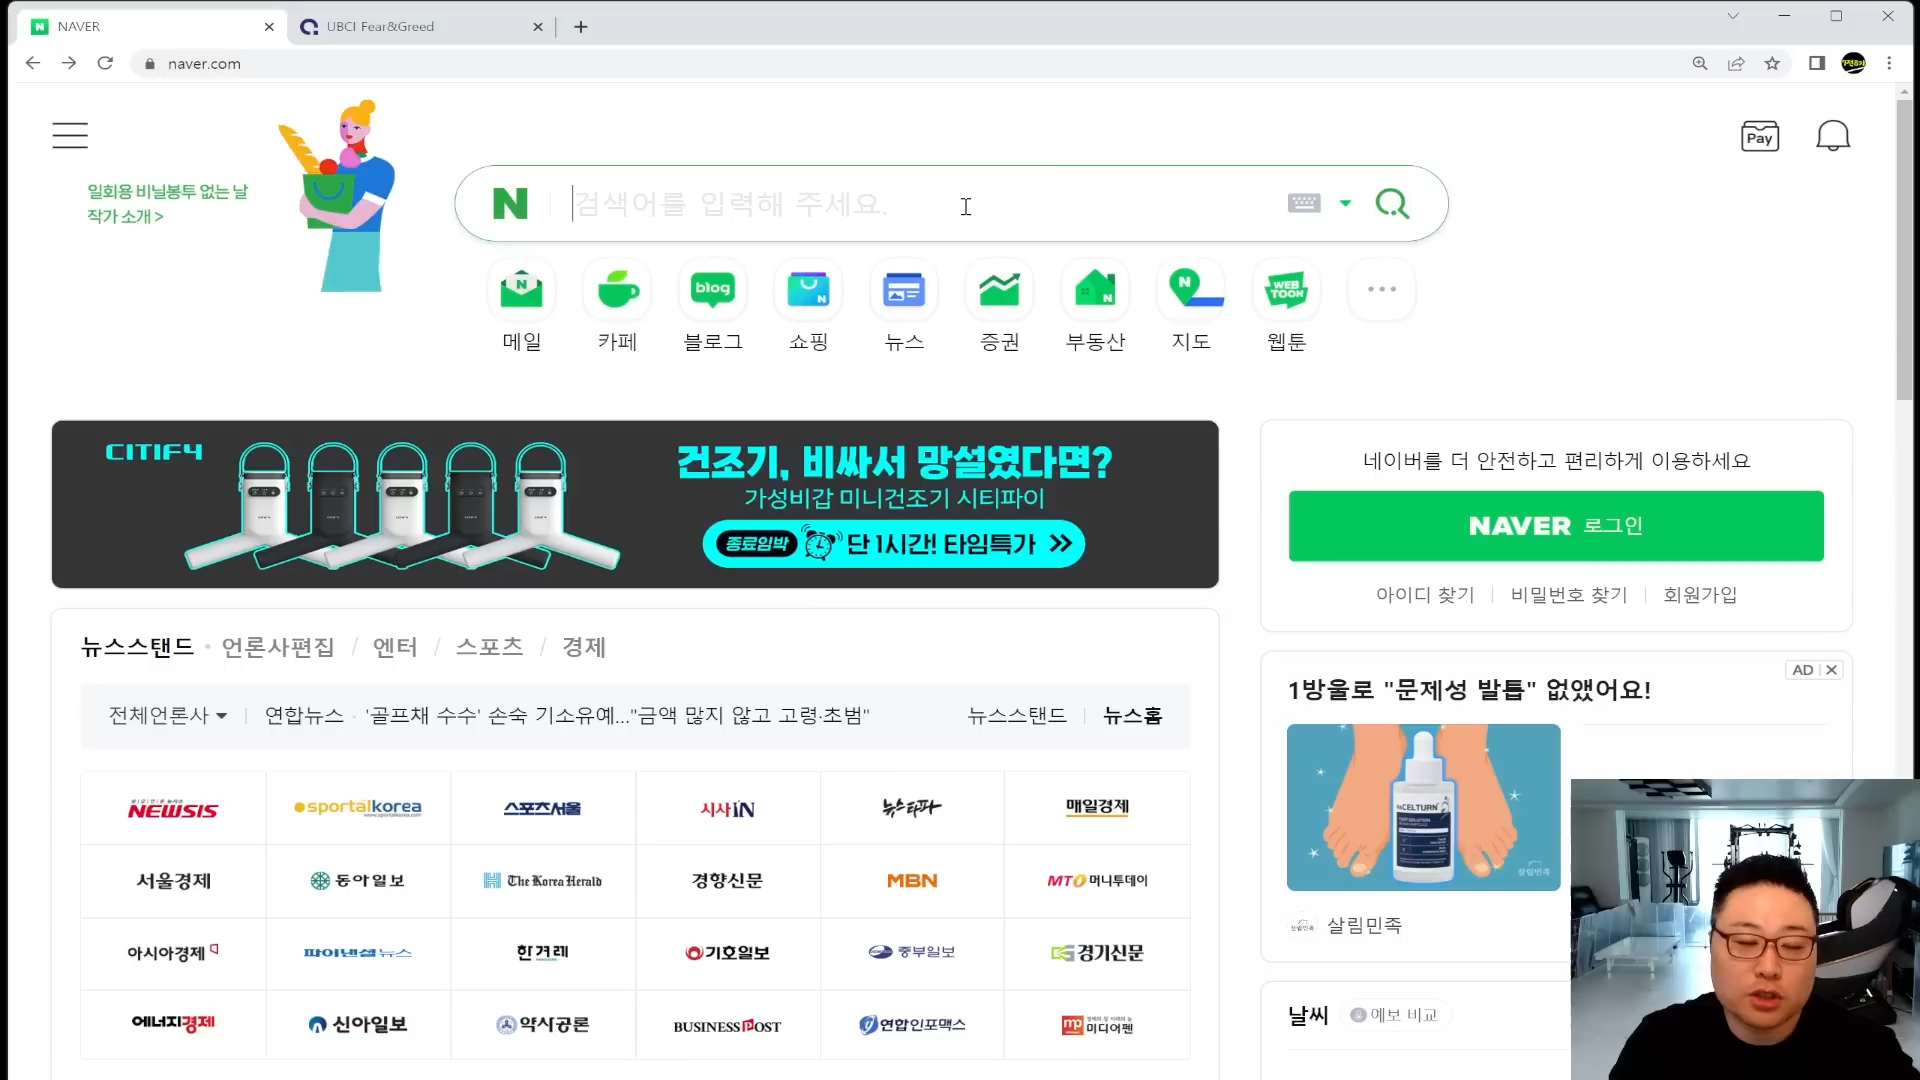 NAVER
UBCI Fear&Greed
naver.com
Pay
일회용 비닐봉투 없는 날
작가 소개 >
N
검색어를 입력해 주세요.
N
blog
N
N
N
WEB
TOON
메일
카페
블로그
쇼핑
뉴스
증권
부동산
지도
웹툰
CITIF4
건조기, 비싸서 망설였다면?
가성비갑 미니건조기 시티파이
종료임박 단 1시간! 타임특가 >>
네이버를 더 안전하고 편리하게 이용하세요
NAVER 로그인
아이디 찾기 | 비밀번호 찾기 | 회원가입
뉴스스탠드 · 언론사편집 / 엔터 / 스포츠 / 경제
전체언론사 연합뉴스 '골프채 수수' 손숙 기소유예..."금액 많지 않고 고령·초범" 뉴스스탠드 뉴스홈
NEWSIS
sportalkorea
www.sportalkorea.com
스포츠서울
시사IN
뉴스타파
매일경제
서울경제
동아일보
The Korea Herald
경향신문
MBN
MTO 머니투데이
아시아경제
파이낸셜뉴스
한겨레
기호일보
중부일보
경기신문
에너지경제
신아일보
약사공론
BUSINESS POST
연합인포맥스
mp 미디어펜
AD
1방울로 "문제성 발톱" 없앴어요!
CELTURN
살림민족
살림민족
날씨
예보 비교